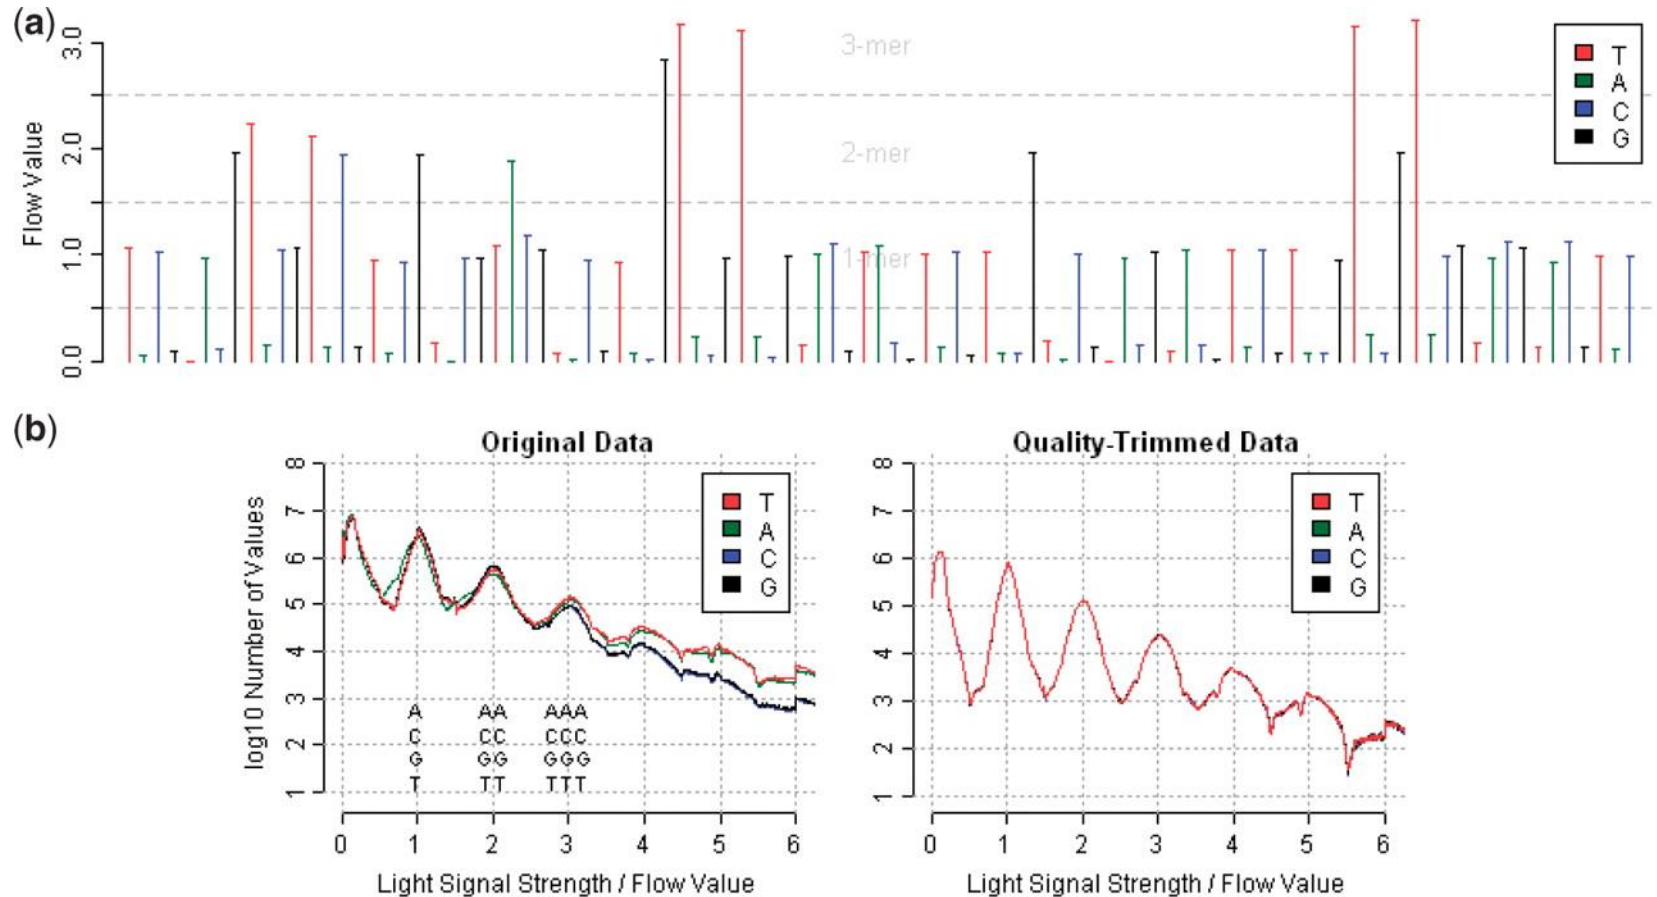 (a)
3.0
2.0
1.0
0.0
Flow Value
3-mer
2-mer
1-mer
T
A
C
G
(b)
Original Data
8
7
6
5
4
3
2
1
log10 Number of Values
T
A
C
G
A AA AAA
C CC CCC
G GG GGG
T TT TTT
0 1 2 3 4 5 6
Light Signal Strength / Flow Value
Quality-Trimmed Data
8
7
6
5
4
3
2
1
T
A
C
G
0 1 2 3 4 5 6
Light Signal Strength / Flow Value